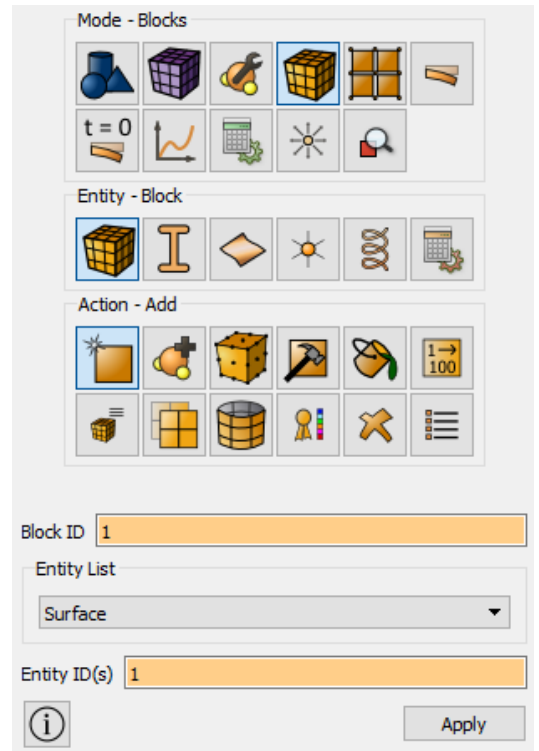 Mode - Blocks
t = 0
Entity - Block
Action - Add
1→
100
Block ID 1
Entity List
Surface
Entity ID(s) 1
i
Apply